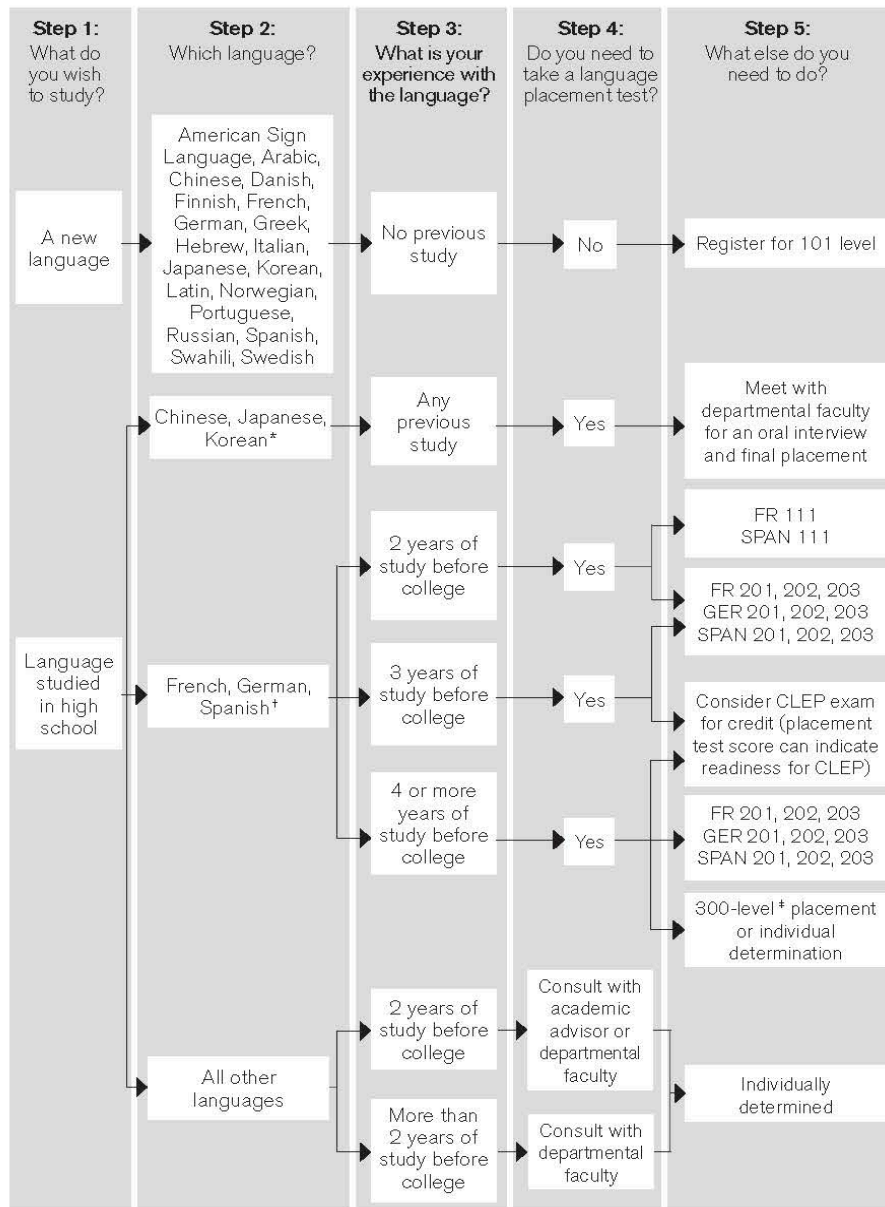 Step 1:
What do
you wish
to study?
Step 2:
Which language?
Step 3:
What is your
experience with
the language?
Step 4:
Do you need to
take a language
placement test?
Step 5:
What else do you
need to do?
A new
language
American Sign
Language, Arabic,
Chinese, Danish,
Finnish, French,
German, Greek,
Hebrew, Italian,
Japanese, Korean,
Latin, Norwegian,
Portuguese,
Russian, Spanish,
Swahili, Swedish
No previous
study
No
Register for 101 level
Language
studied
in high
school
Chinese, Japanese,
Korean*
Any
previous
study
Yes
Meet with
departmental faculty
for an oral interview
and final placement
French, German,
Spanish†
2 years of
study before
college
Yes
FR 111
SPAN 111
FR 201, 202, 203
GER 201, 202, 203
SPAN 201, 202, 203
3 years of
study before
college
Yes
Consider CLEP exam
for credit (placement
test score can indicate
readiness for CLEP)
4 or more
years of
study before
college
Yes
FR 201, 202, 203
GER 201, 202, 203
SPAN 201, 202, 203
300-level‡ placement
or individual
determination
All other
languages
2 years of
study before
college
Consult with
academic
advisor or
departmental
faculty
More than
2 years of
study before
college
Consult with
departmental
faculty
Individually
determined